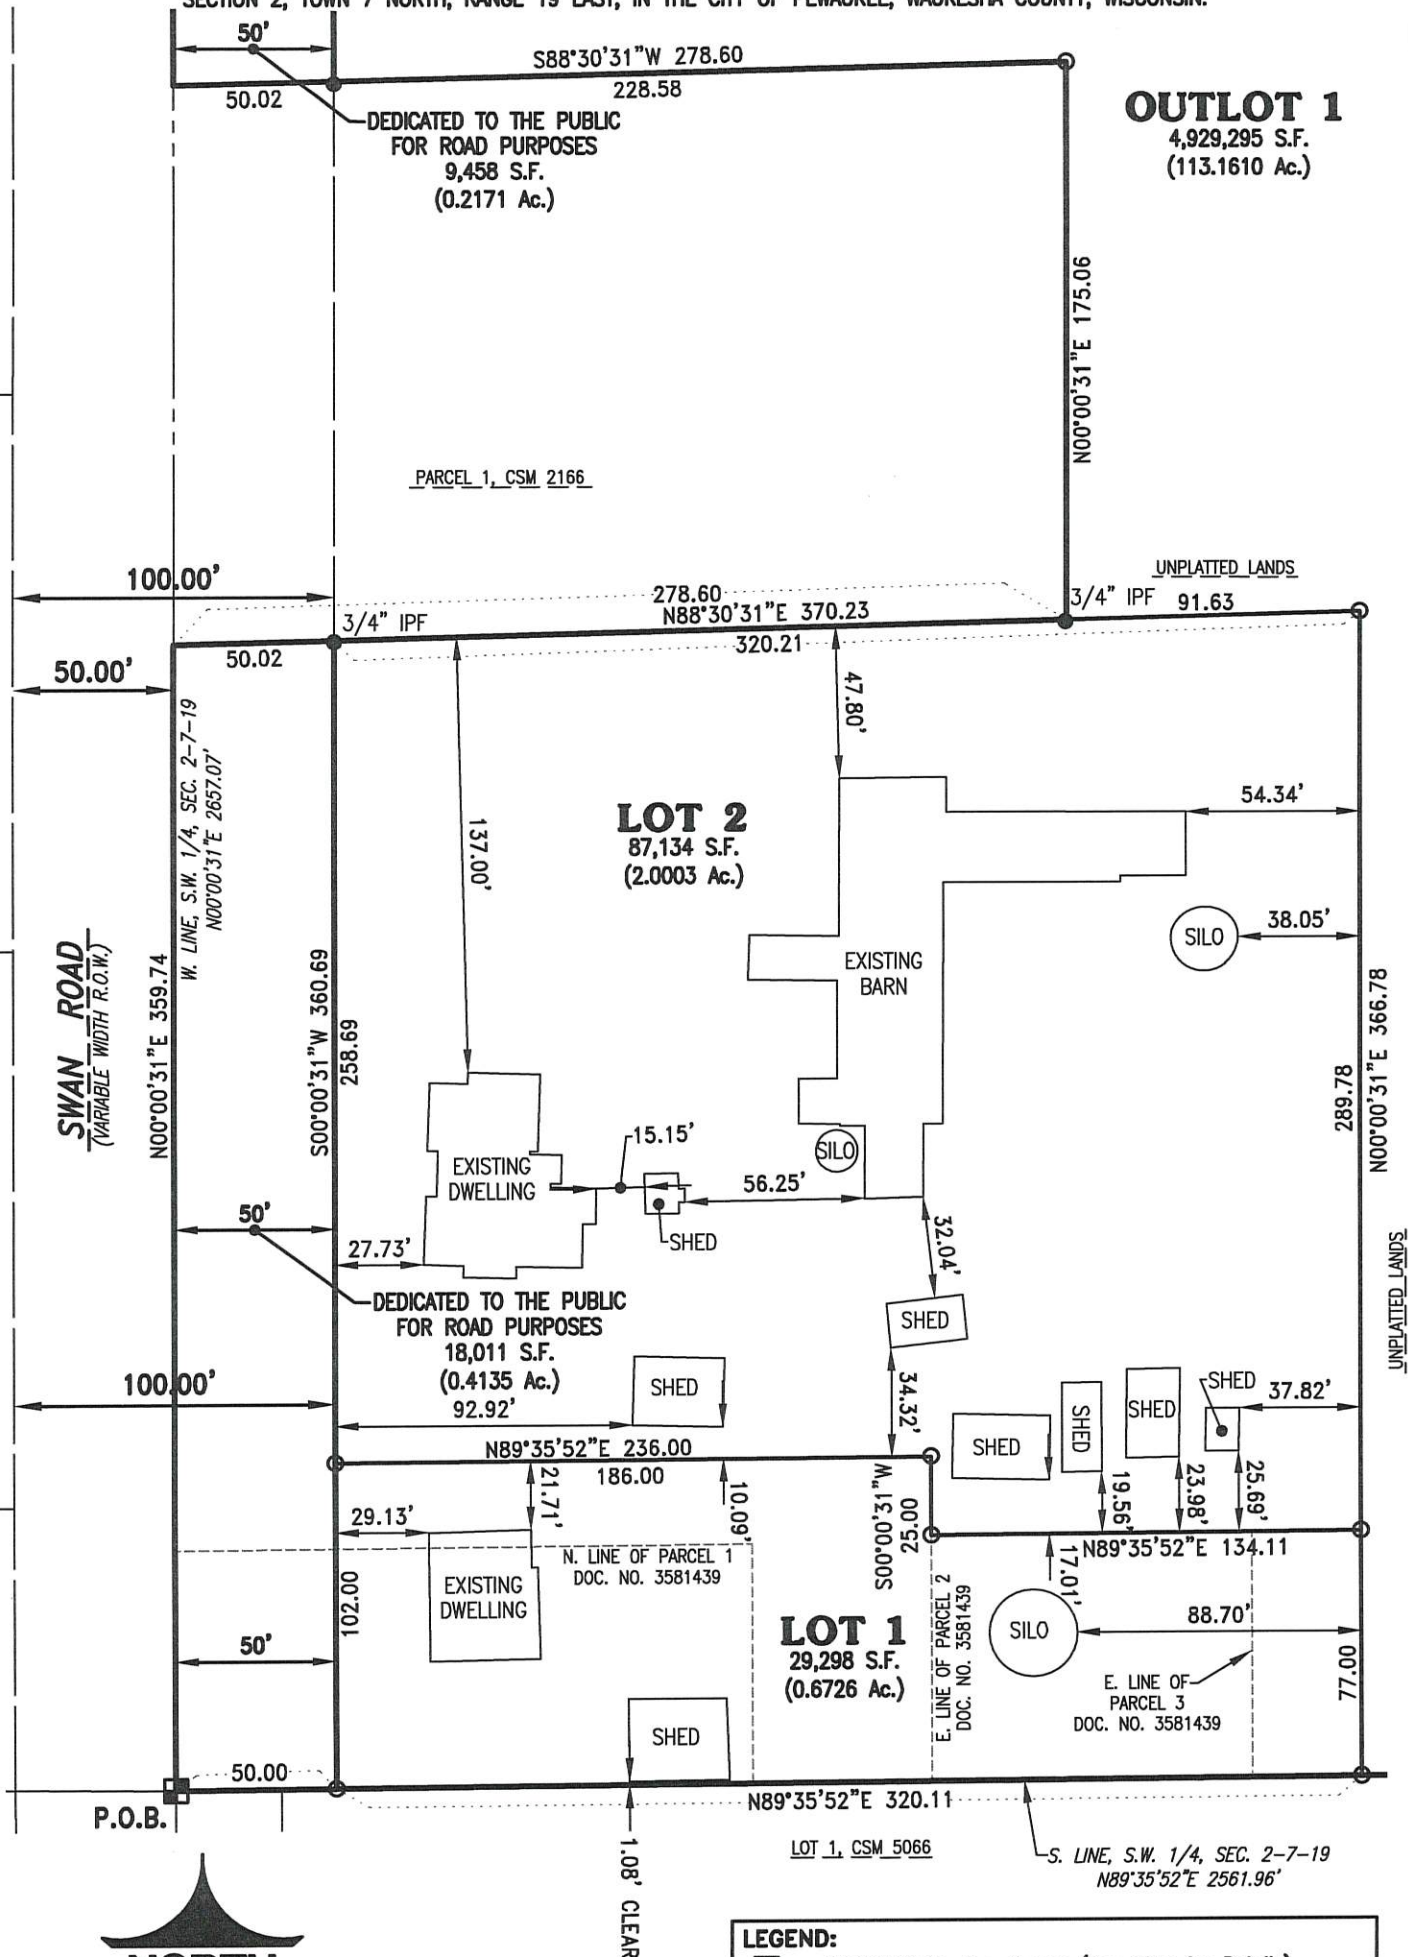 SECTION 2, TOWN 7 NORTH, RANGE 19 EAST, IN THE CITY OF PEWAUKEE, WAUKESHA COUNTY, WISCONSIN.
50'
S88°30'31"W 278.60
50.02
228.58
OUTLOT 1
4,929,295 S.F.
(113.1610 Ac.)
DEDICATED TO THE PUBLIC
FOR ROAD PURPOSES
9,458 S.F.
(0.2171 Ac.)
N00°00'31"E 175.06
PARCEL 1, CSM 2166
UNPLATTED LANDS
100.00'
278.60
3/4" IPF
91.63
3/4" IPF
N88°30'31"E 370.23
50.02
320.21
50.00'
W. LINE, S.W. 1/4, SEC. 2-7-19
N00°00'31"E 2657.07'
47.80'
137.00'
LOT 2
87,134 S.F.
(2.0003 Ac.)
54.34'
SILO
38.05'
EXISTING
BARN
SWAN ROAD
(VARIABLE WIDTH R.O.W.)
N00°00'31"E 359.74
S00°00'31"W 360.69
258.69
289.78
N00°00'31"E 366.78
15.15'
SILO
EXISTING
DWELLING
56.25'
SHED
50'
27.73'
32.04'
UNPLATTED LANDS
DEDICATED TO THE PUBLIC
FOR ROAD PURPOSES
18,011 S.F.
(0.4135 Ac.)
SHED
100.00'
SHED
34.32'
SHED
37.82'
92.92'
SHED
SHED
SHED
N89°35'52"E 236.00
186.00
21.71'
10.09'
S00°00'31"W
25.00
19.56'
23.98'
25.69'
29.13'
N89°35'52"E 134.11
17.01'
N. LINE OF PARCEL 1
DOC. NO. 3581439
EXISTING
DWELLING
102.00
LOT 1
29,298 S.F.
(0.6726 Ac.)
E. LINE OF PARCEL 2
DOC. NO. 3581439
SILO
88.70'
50'
E. LINE OF
PARCEL 3
DOC. NO. 3581439
77.00
SHED
50.00
N89°35'52"E 320.11
P.O.B.
1.08' CLEAR
LOT 1, CSM 5066
S. LINE, S.W. 1/4, SEC. 2-7-19
N89°35'52"E 2561.96'
NORTH
LEGEND: